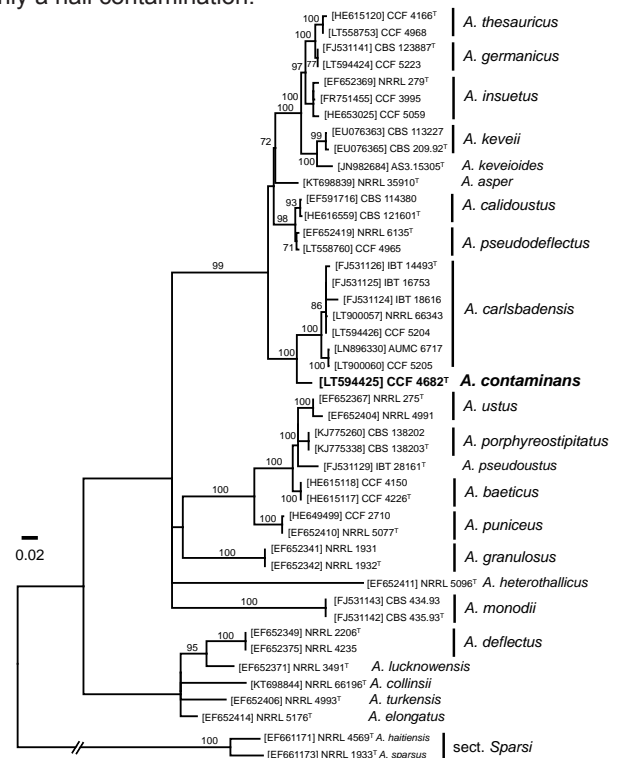 nly a nail contamination.
100
[HE615120] CCF 4166ᵀ
[LT558753] CCF 4968
A. thesauricus
100
[FJ531141] CBS 123887ᵀ
[LT594424] CCF 5223
A. germanicus
77
97
[EF652369] NRRL 279ᵀ
[FR751455] CCF 3995
[HE653025] CCF 5059
A. insuetus
100
100
99
[EU076363] CBS 113227
[EU076365] CBS 209.92ᵀ
A. keveii
72
100
[JN982684] AS3.15305ᵀ A. keveioides
[KT698839] NRRL 35910ᵀ A. asper
93
[EF591716] CBS 114380
[HE616559] CBS 121601ᵀ
A. calidoustus
98
[EF652419] NRRL 6135ᵀ
[LT558760] CCF 4965
A. pseudodeflectus
71
99
[FJ531126] IBT 14493ᵀ
[FJ531125] IBT 16753
[FJ531124] IBT 18616
[LT900057] NRRL 66343
[LT594426] CCF 5204
[LN896330] AUMC 6717
[LT900060] CCF 5205
A. carlsbadensis
86
100
100
100
[LT594425] CCF 4682ᵀ A. contaminans
100
[EF652367] NRRL 275ᵀ
[EF652404] NRRL 4991
A. ustus
100
[KJ775260] CBS 138202
[KJ775338] CBS 138203ᵀ
A. porphyreostipitatus
100
[FJ531129] IBT 28161ᵀ A. pseudoustus
100
[HE615118] CCF 4150
[HE615117] CCF 4226ᵀ
A. baeticus
100
100
[HE649499] CCF 2710
[EF652410] NRRL 5077ᵀ
A. puniceus
100
[EF652341] NRRL 1931
[EF652342] NRRL 1932ᵀ
A. granulosus
0.02
[EF652411] NRRL 5096ᵀ A. heterothallicus
100
[FJ531143] CBS 434.93
[FJ531142] CBS 435.93ᵀ
A. monodii
100
[EF652349] NRRL 2206ᵀ
[EF652375] NRRL 4235
A. deflectus
95
[EF652371] NRRL 3491ᵀ A. lucknowensis
[KT698844] NRRL 66196ᵀ A. collinsii
[EF652406] NRRL 4993ᵀ A. turkensis
[EF652414] NRRL 5176ᵀ A. elongatus
100
[EF661171] NRRL 4569ᵀ A. haitiensis
[EF661173] NRRL 1933ᵀ A. sparsus
sect. Sparsi